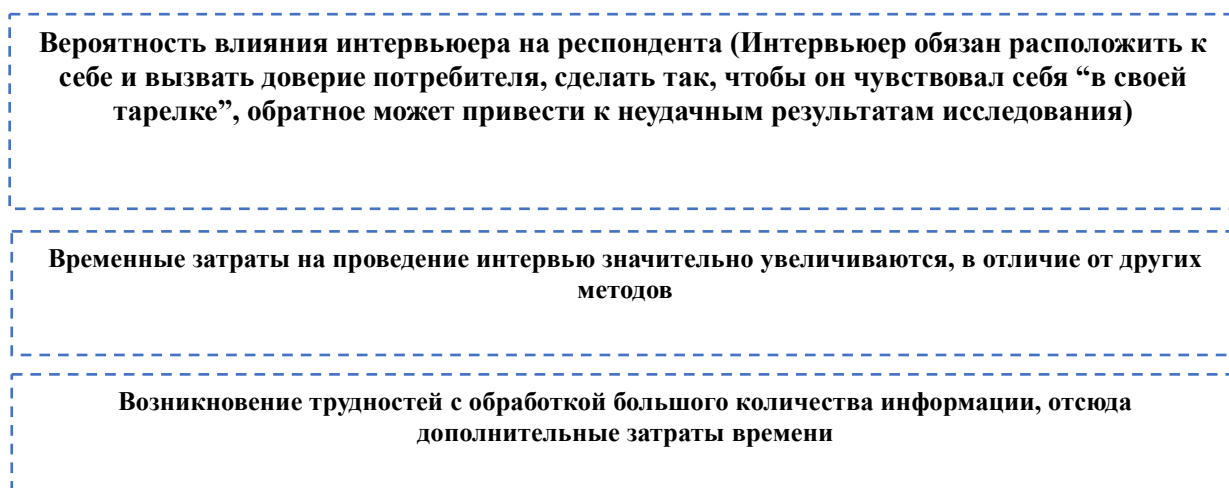 Вероятность влияния интервьюера на респондента (Интервьюер обязан расположить к
себе и вызвать доверие потребителя, сделать так, чтобы он чувствовал себя “в своей
тарелке”, обратное может привести к неудачным результатам исследования)
Временные затраты на проведение интервью значительно увеличиваются, в отличие от других
методов
Возникновение трудностей с обработкой большого количества информации, отсюда
дополнительные затраты времени